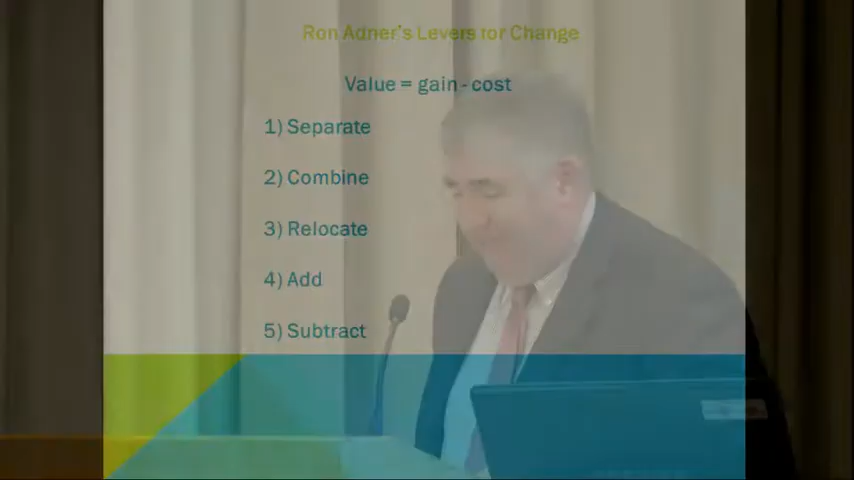 Ron Adner's Levers for Change
Value = gain - cost
1) Separate
2) Combine
3) Relocate
4) Add
5) Subtract